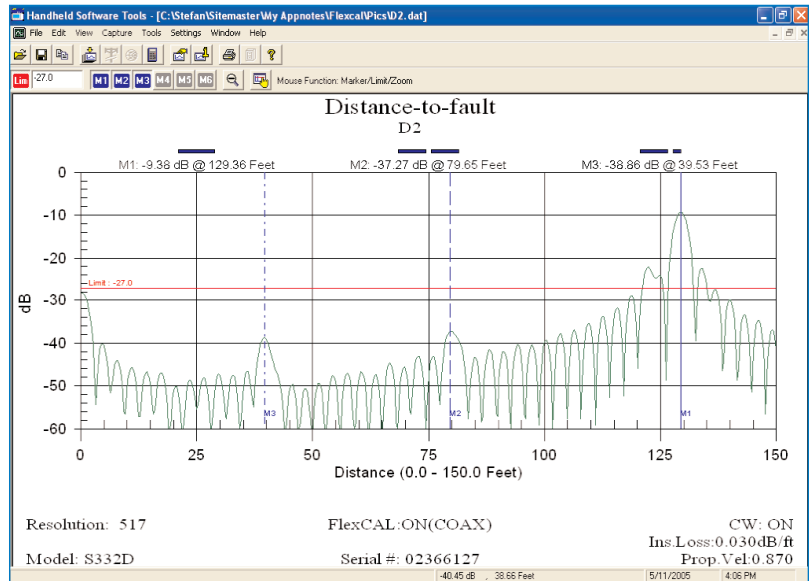 Handheld Software Tools - [C:\Stefan\Sitemaster\My Appnotes\Flexcal\Pics\D2.dat]
File Edit View Capture Tools Settings Window Help
Lim -27.0 M1 M2 M3 M4 M5 M6 Mouse Function: Marker/Limit/Zoom
Distance-to-fault
D2
M1: -9.38 dB @ 129.36 Feet M2: -37.27 dB @ 79.65 Feet M3: -38.86 dB @ 39.53 Feet
0
-10
-20
Limit : -27.0
dB
-30
-40
-50
M3 M2 M1
-60
0 25 50 75 100 125 150
Distance (0.0 - 150.0 Feet)
Resolution: 517 FlexCAL:ON(COAX) CW: ON
Ins.Loss:0.030dB/ft
Model: S332D Serial #: 02366127 Prop.Vel:0.870
-40.45 dB , 38.66 Feet 5/11/2005 4:06 PM